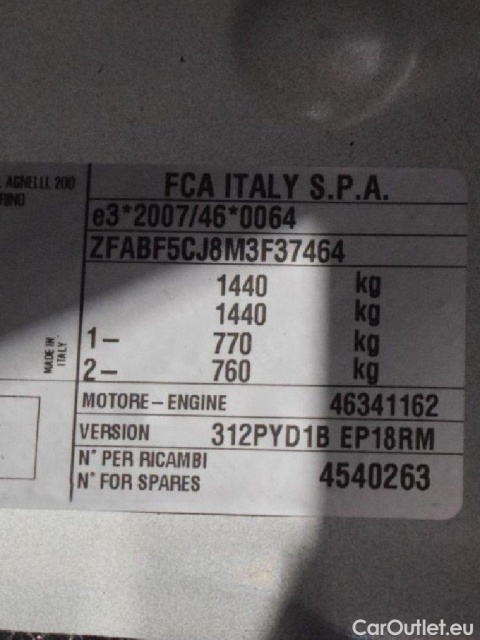 . AGNELLI, 200
RINO
FCA ITALY S.P.A.
e3*2007/46*0064
ZFABF5CJ8M3F37464
1440 kg
1440 kg
1– 770 kg
2– 760 kg
MADE IN
ITALY
MOTORE – ENGINE 46341162
VERSION 312PYD1B EP18RM
N° PER RICAMBI
N° FOR SPARES 4540263
CarOutlet.eu